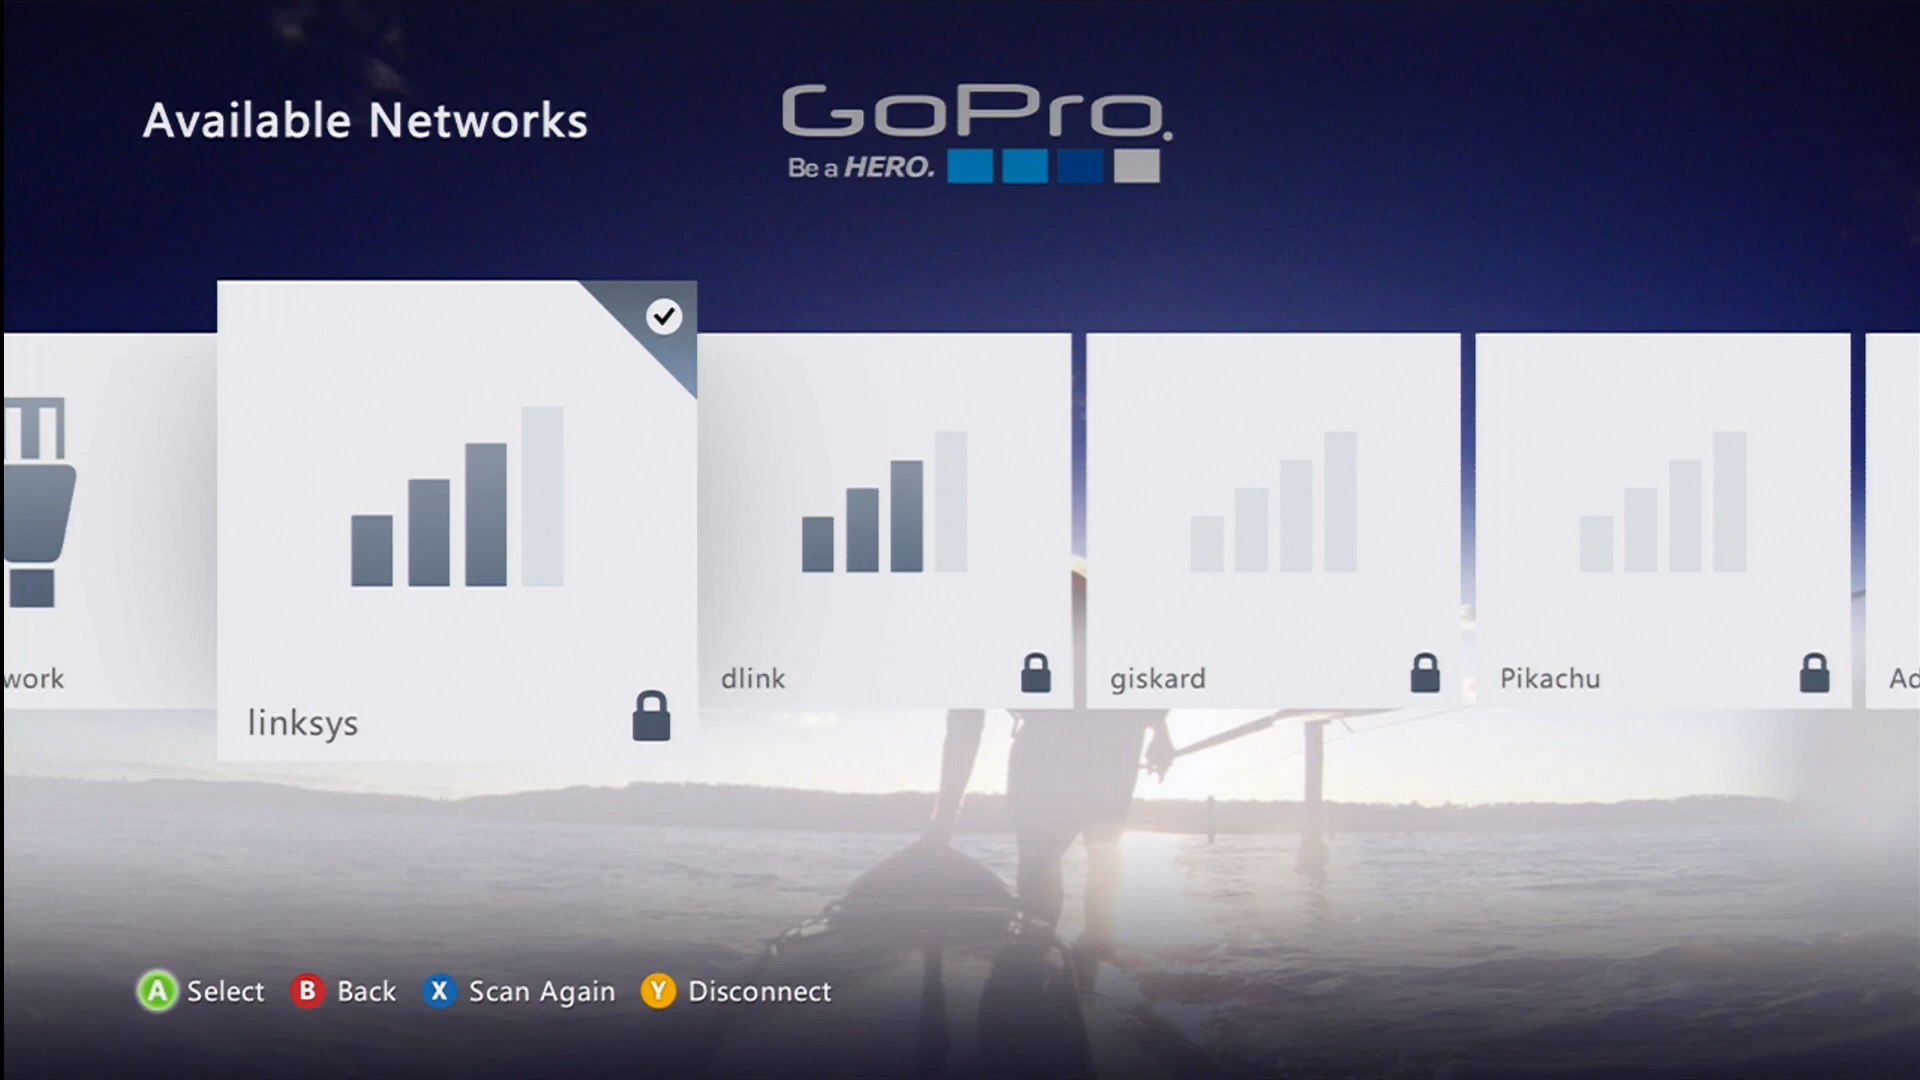 Available Networks
GoPro.
Be a HERO.
work
linksys
dlink
giskard
Pikachu
Ad
A Select B Back X Scan Again Y Disconnect